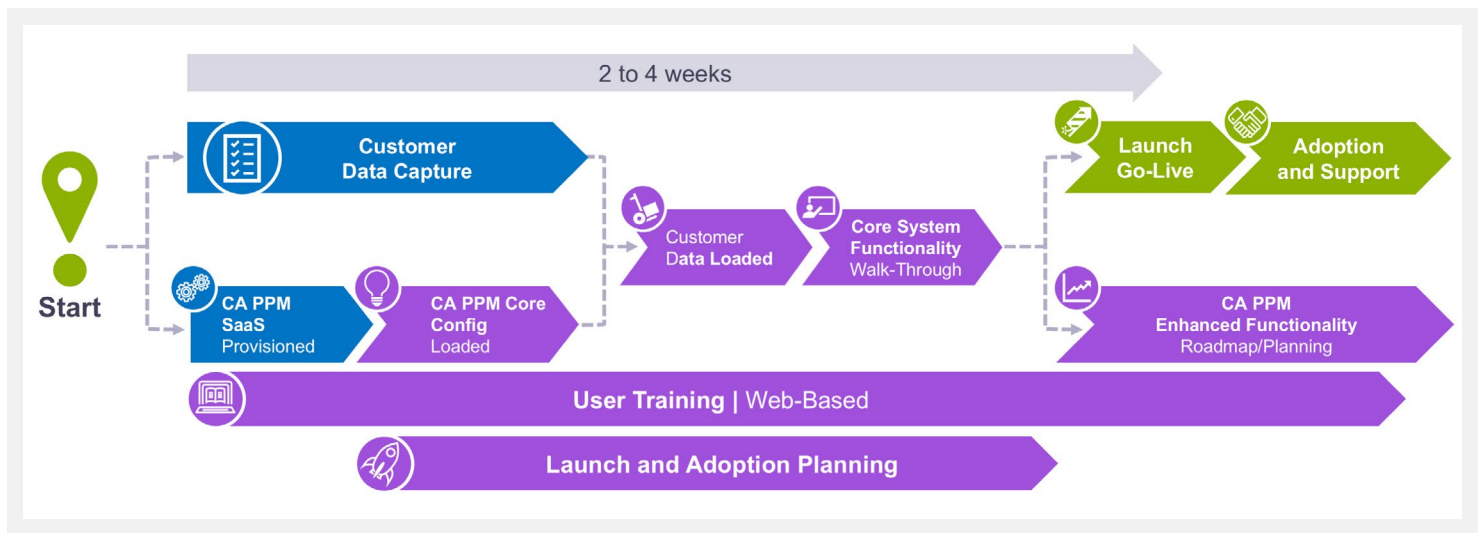 2 to 4 weeks
Customer
Data Capture
Launch
Go-Live
Adoption
and Support
Customer
Data Loaded
Core System
Functionality
Walk-Through
Start
CA PPM
SaaS
Provisioned
CA PPM Core
Config
Loaded
CA PPM
Enhanced Functionality
Roadmap/Planning
User Training | Web-Based
Launch and Adoption Planning